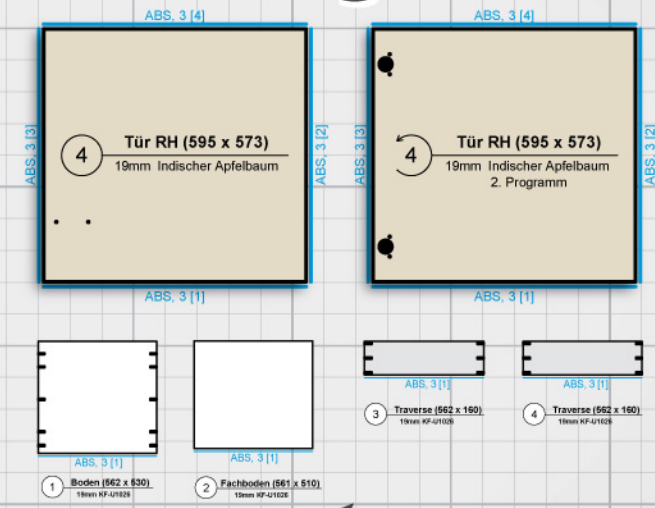 ABS, 3 [4]
ABS, 3 [4]
ABS, 3 [3]
4
Tür RH (595 x 573)
19mm Indischer Apfelbaum
ABS, 3 [2]
ABS, 3 [3]
4
Tür RH (595 x 573)
19mm Indischer Apfelbaum
2. Programm
ABS, 3 [2]
ABS, 3 [1]
ABS, 3 [1]
ABS, 3 [1]
ABS, 3 [1]
3
Traverse (562 x 160)
19mm KF-U1026
4
Traverse (562 x 160)
19mm KF-U1026
ABS, 3 [1]
ABS, 3 [1]
1
Boden (562 x 530)
19mm KF-U1026
2
Fachboden (561 x 510)
19mm KF-U1026